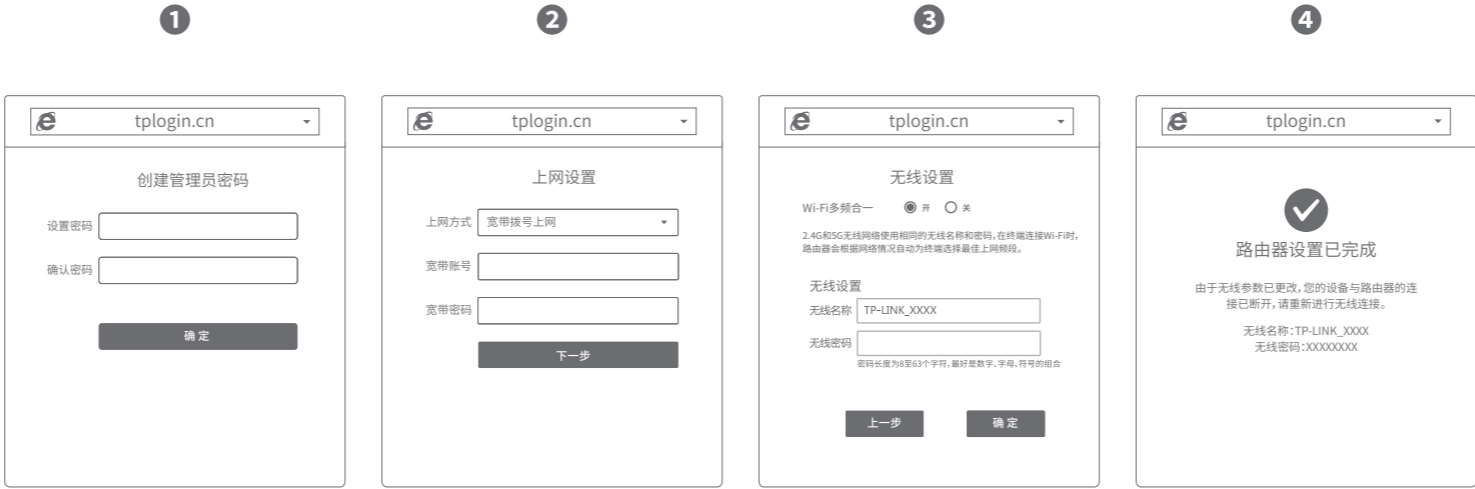 1
2
3
4
tplogin.cn
创建管理员密码
设置密码
确认密码
确 定
tplogin.cn
上网设置
上网方式 宽带拨号上网
宽带账号
宽带密码
下一步
tplogin.cn
无线设置
Wi-Fi多频合一 开 关
2.4G和5G无线网络使用相同的无线名称和密码,在终端连接Wi-Fi时,
路由器会根据网络情况自动为终端选择最佳上网频段。
无线设置
无线名称 TP-LINK_XXXX
无线密码
密码长度为8至63个字符,最好是数字、字母、符号的组合
上一步 确 定
tplogin.cn
路由器设置已完成
由于无线参数已更改,您的设备与路由器的连
接已断开,请重新进行无线连接。
无线名称:TP-LINK_XXXX
无线密码:XXXXXXXX